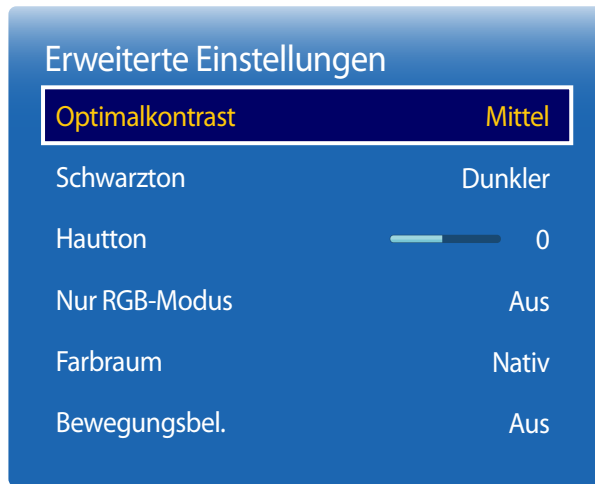 Erweiterte Einstellungen
Optimalkontrast Mittel
Schwarzton Dunkler
Hautton 0
Nur RGB-Modus Aus
Farbraum Nativ
Bewegungsbel. Aus